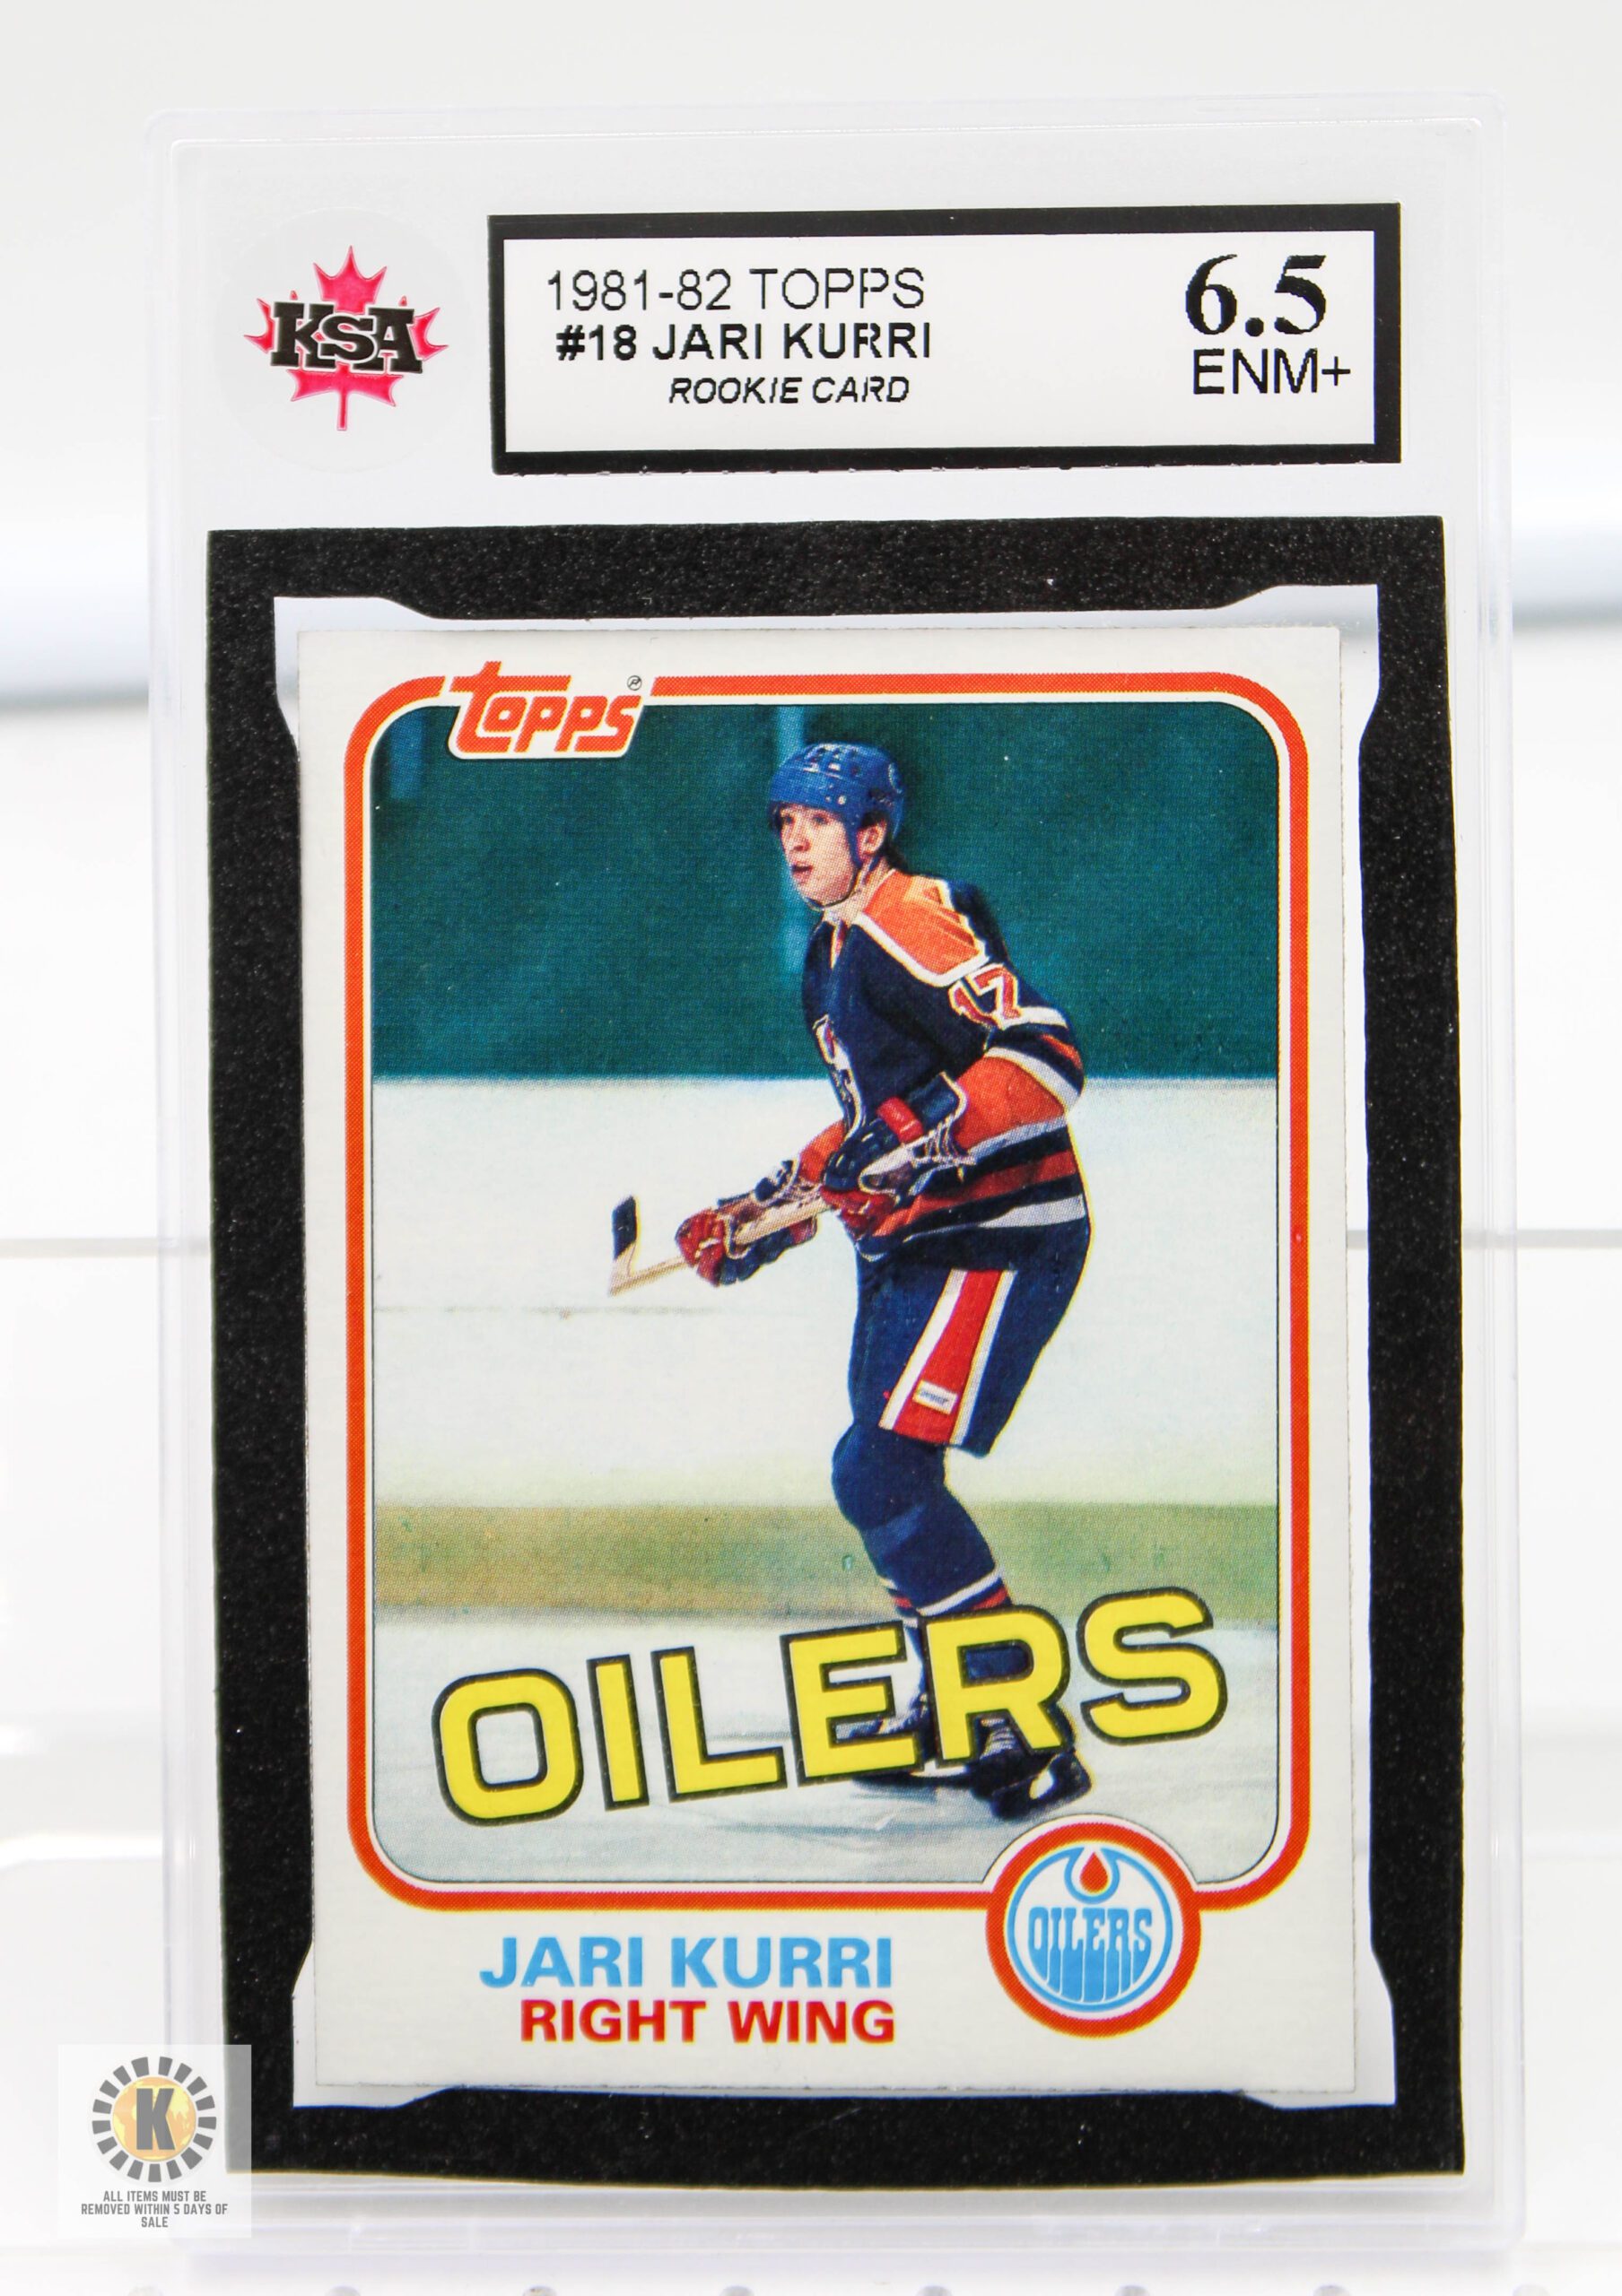 KSA
1981-82 TOPPS
#18 JARI KURRI
ROOKIE CARD
6.5
ENM+
topps®
17
OILERS
OILERS
JARI KURRI
RIGHT WING
K
ALL ITEMS MUST BE
REMOVED WITHIN 5 DAYS OF
SALE